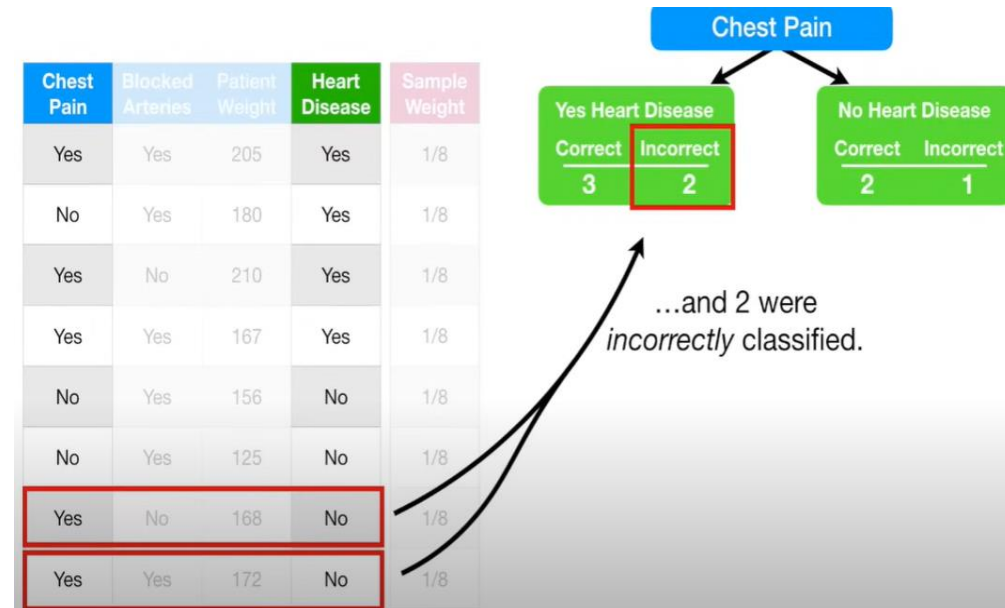 Chest Pain
Chest Pain Blocked Arteries Patient Weight Heart Disease Sample Weight
Yes Yes 205 Yes 1/8
No Yes 180 Yes 1/8
Yes No 210 Yes 1/8
Yes Yes 167 Yes 1/8
No Yes 156 No 1/8
No Yes 125 No 1/8
Yes No 168 No 1/8
Yes Yes 172 No 1/8
Yes Heart Disease
Correct Incorrect
3 2
No Heart Disease
Correct Incorrect
2 1
…and 2 were
incorrectly classified.